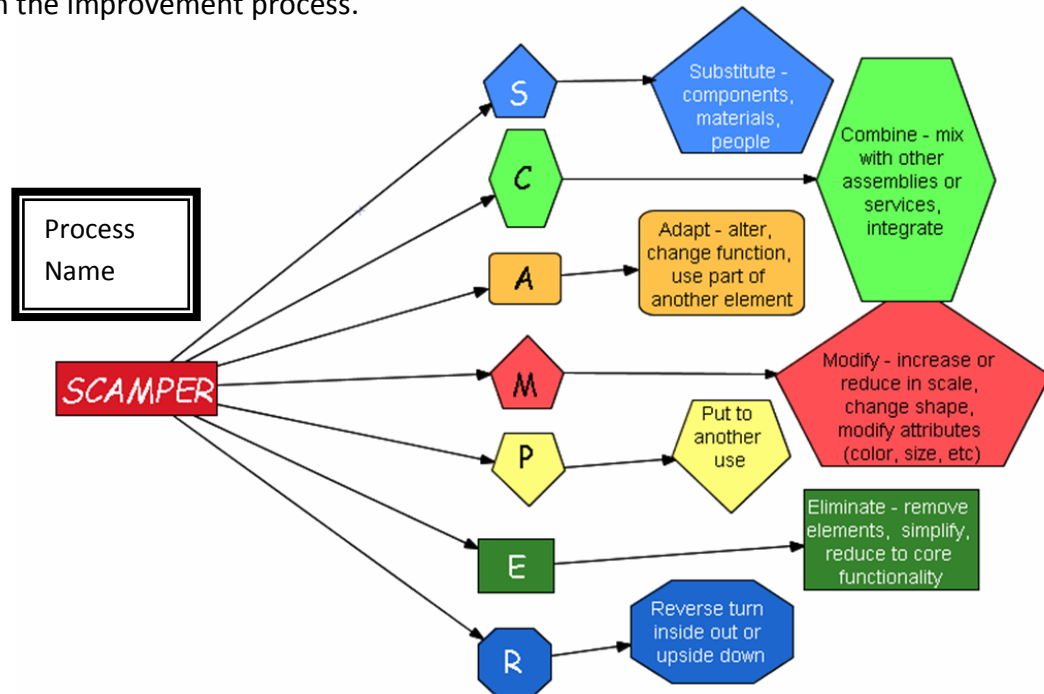 n the improvement process.
S
Substitute -
components,
materials,
people
C
Combine - mix
with other
assemblies or
services,
integrate
Process
Name
A
Adapt - alter,
change function,
use part of
another element
SCAMPER
M
Modify - increase or
reduce in scale,
change shape,
modify attributes
(color, size, etc)
P
Put to
another
use
E
Eliminate - remove
elements, simplify,
reduce to core
functionality
R
Reverse turn
inside out or
upside down